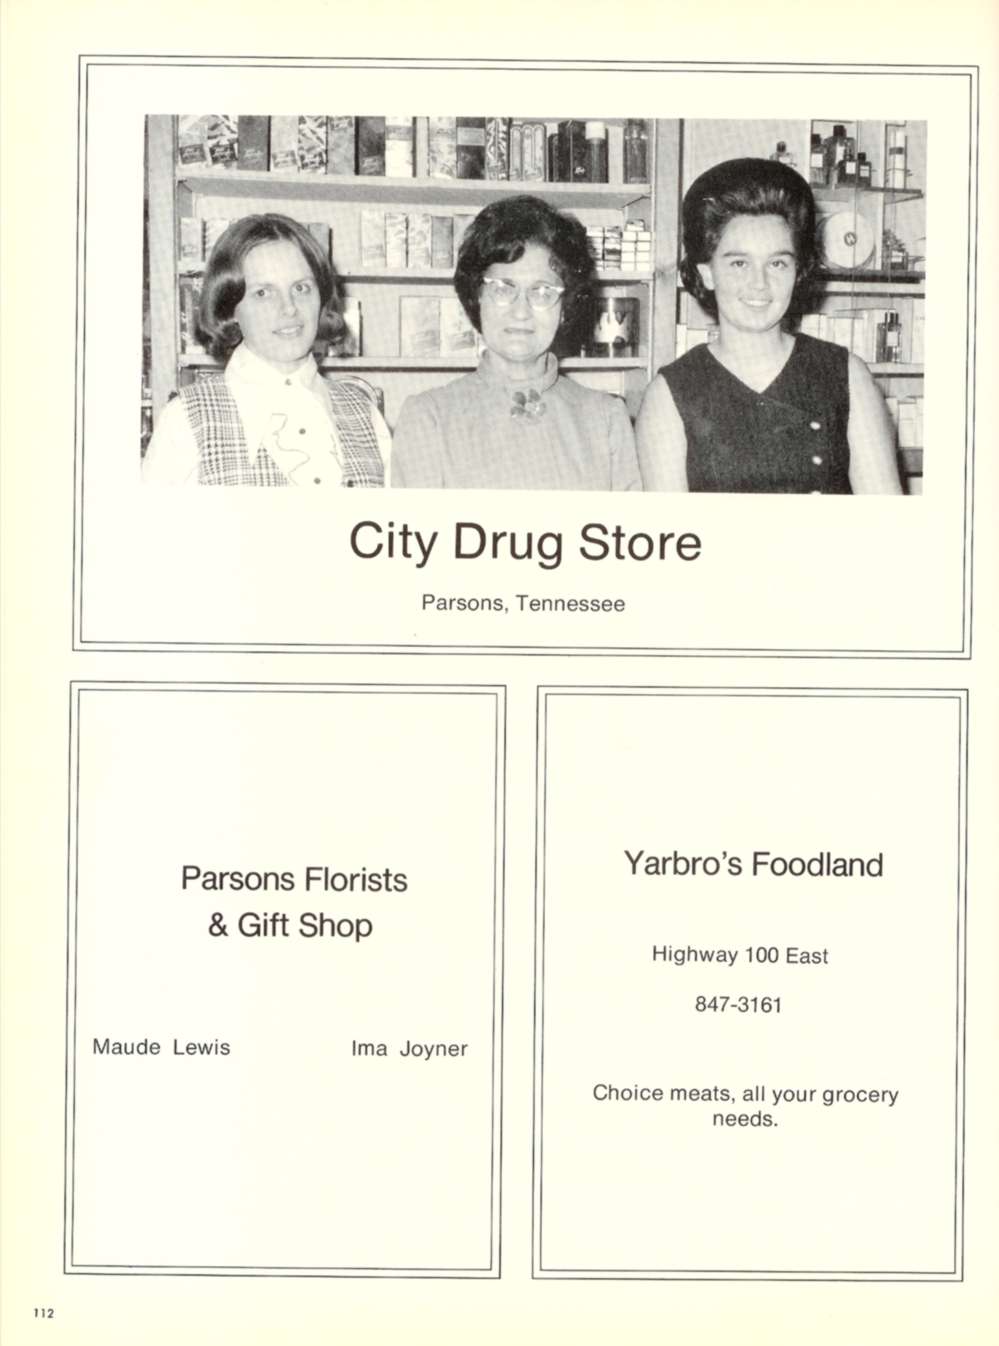 City Drug Store
Parsons, Tennessee
Parsons Florists
& Gift Shop
Maude Lewis Ima Joyner
Yarbro's Foodland
Highway 100 East
847-3161
Choice meats, all your grocery
needs.
112